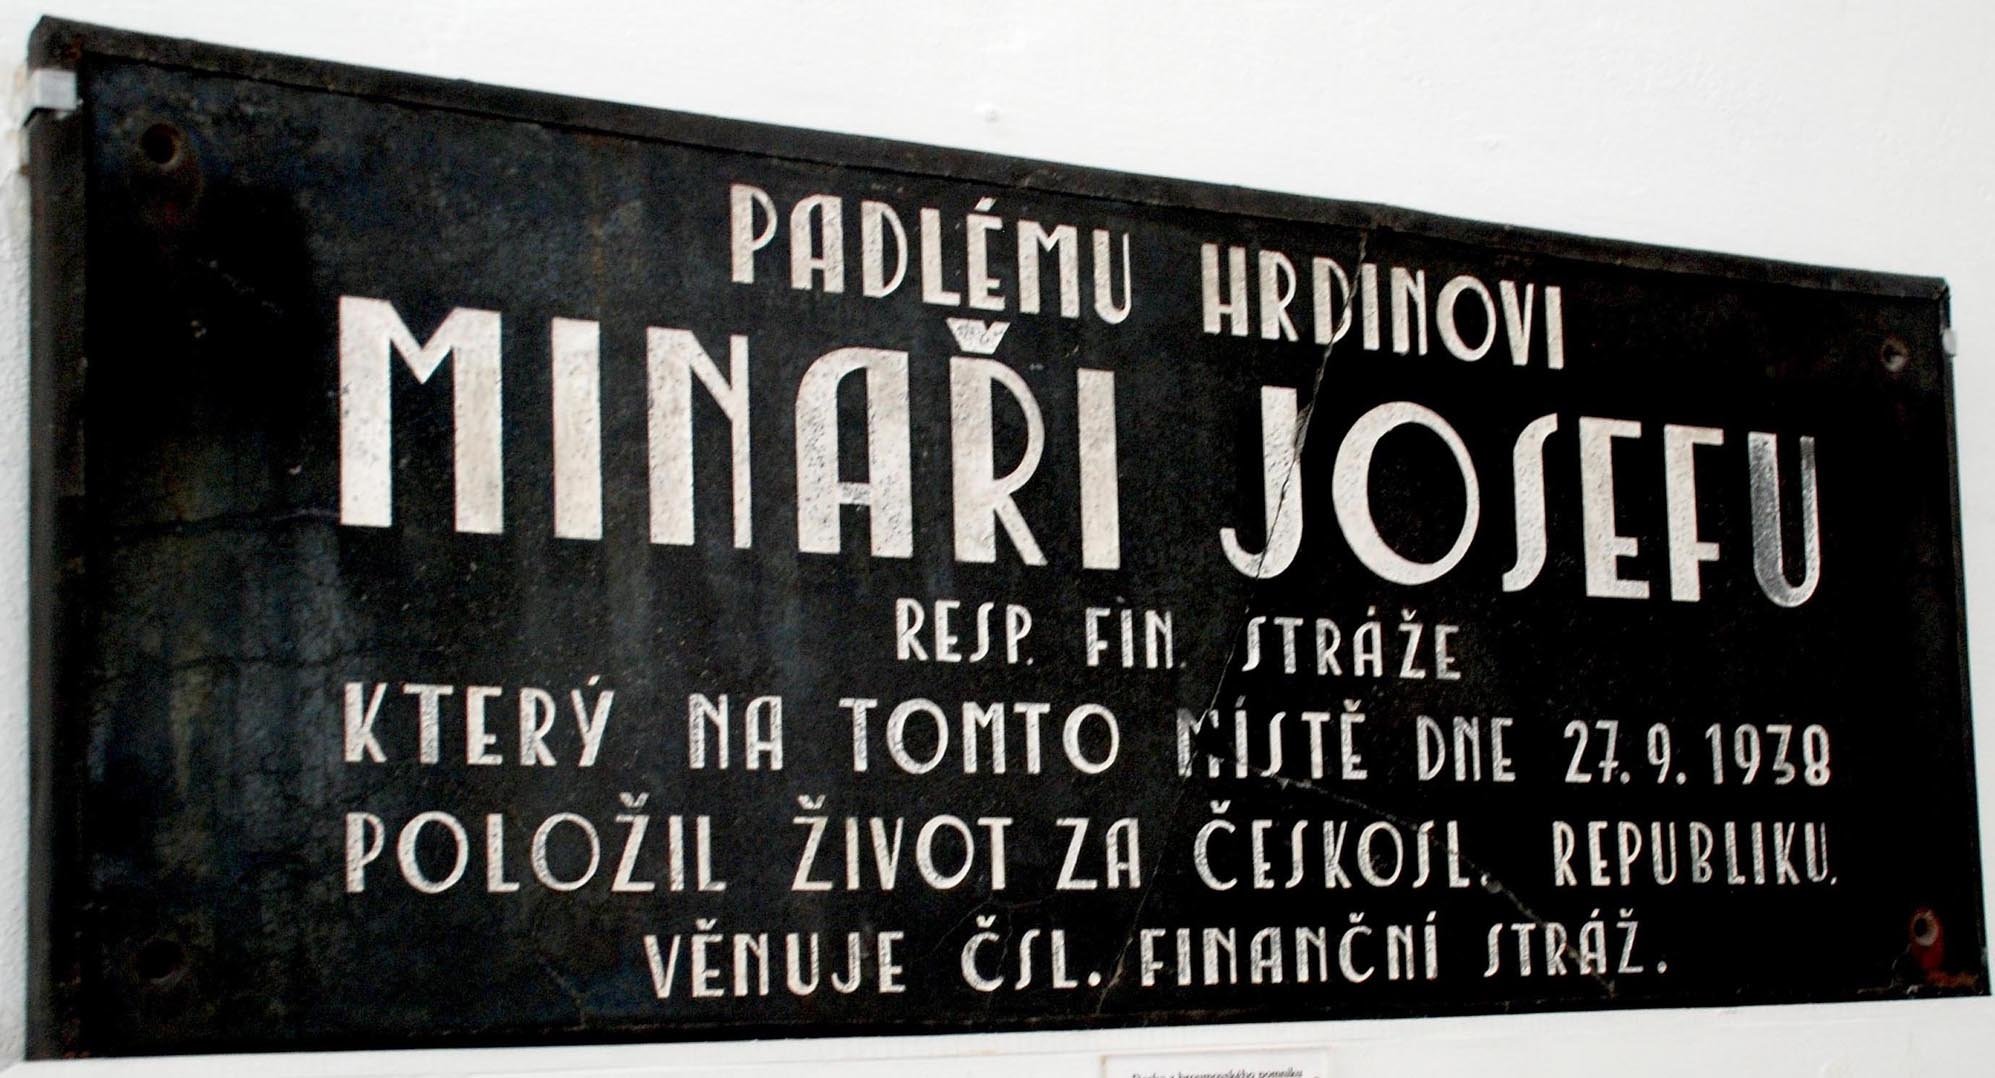 PADLÉMU HRDINOVI
MINAŘI JOSEFU
RESP. FIN. STRÁŽE
KTERÝ NA TOMTO MÍSTĚ DNE 27.9.1938
POLOŽIL ŽIVOT ZA ČESKOSL. REPUBLIKU.
VĚNUJE ČSL. FINANČNÍ STRÁŽ.